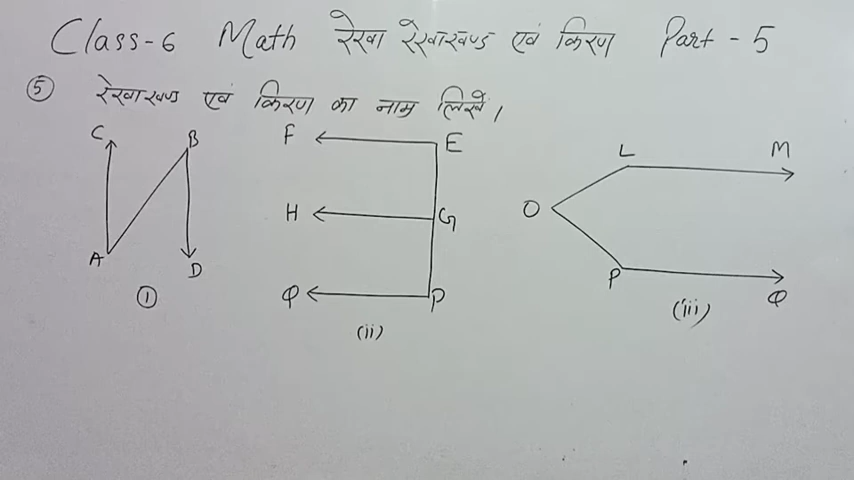 Class-6 Math रेखा रेखाखण्ड एवं किरण Part - 5
⑤ रेखाखण्ड एवं किरण का नाम लिखें।
C B F E L M
H G O
A D P
Q P Q
① (ii) (iii)